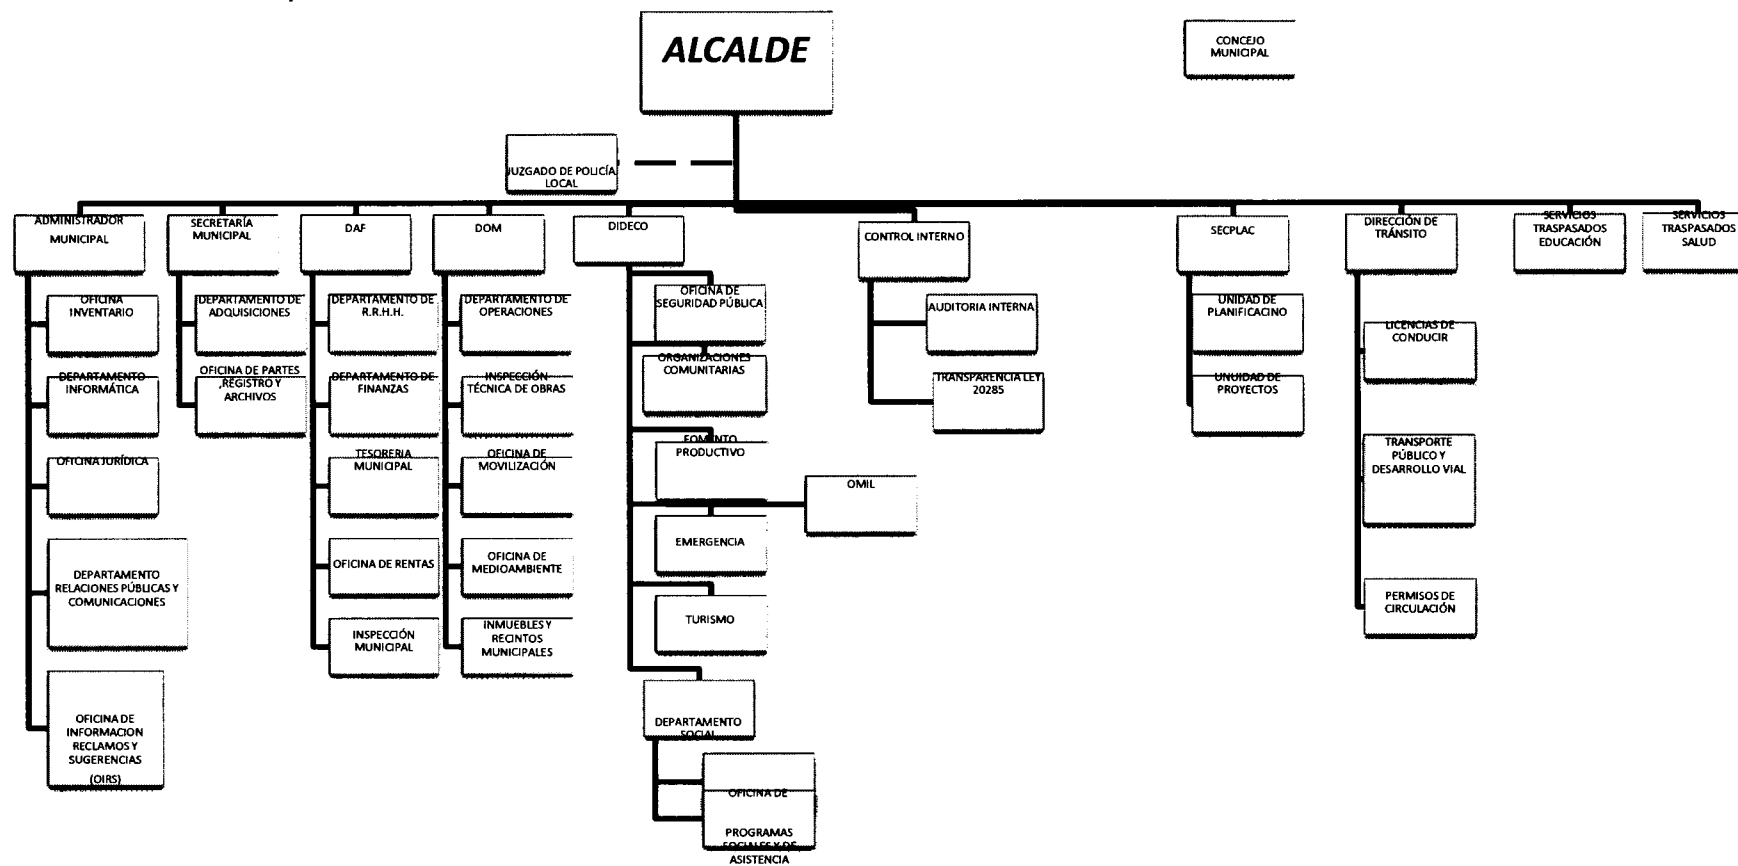 ALCALDE
CONCEJO
MUNICIPAL
JUZGADO DE POLICÍA
LOCAL
ADMINISTRADOR
MUNICIPAL
SECRETARÍA
MUNICIPAL
DAF
DOM
DIDECO
CONTROL INTERNO
SECPLAC
DIRECCIÓN DE
TRÁNSITO
SERVICIOS
TRASPASADOS
EDUCACIÓN
SERVICIOS
TRASPASADOS
SALUD
OFICINA
INVENTARIO
DEPARTAMENTO
INFORMÁTICA
OFICINA JURÍDICA
DEPARTAMENTO
RELACIONES PÚBLICAS Y
COMUNICACIONES
OFICINA DE
INFORMACION
RECLAMOS Y
SUGERENCIAS
(OIRS)
DEPARTAMENTO DE
ADQUISICIONES
OFICINA DE PARTES
,REGISTRO Y
ARCHIVOS
DEPARTAMENTO DE
R.R.H.H.
DEPARTAMENTO DE
FINANZAS
TESORERIA
MUNICIPAL
OFICINA DE RENTAS
INSPECCIÓN
MUNICIPAL
DEPARTAMENTO DE
OPERACIONES
INSPECCIÓN
TÉCNICA DE OBRAS
OFICINA DE
MOVILIZACIÓN
OFICINA DE
MEDIOAMBIENTE
INMUEBLES Y
RECINTOS
MUNICIPALES
OFICINA DE
SEGURIDAD PÚBLICA
ORGANIZACIONES
COMUNITARIAS
FOMENTO
PRODUCTIVO
OMIL
EMERGENCIA
TURISMO
DEPARTAMENTO
SOCIAL
OFICINA DE
PROGRAMAS
SOCIALES Y DE
ASISTENCIA
AUDITORIA INTERNA
TRANSPARENCIA LEY
20285
UNIDAD DE
PLANIFICACINO
UNUIDAD DE
PROYECTOS
LICENCIAS DE
CONDUCIR
TRANSPORTE
PÚBLICO Y
DESARROLLO VIAL
PERMISOS DE
CIRCULACIÓN